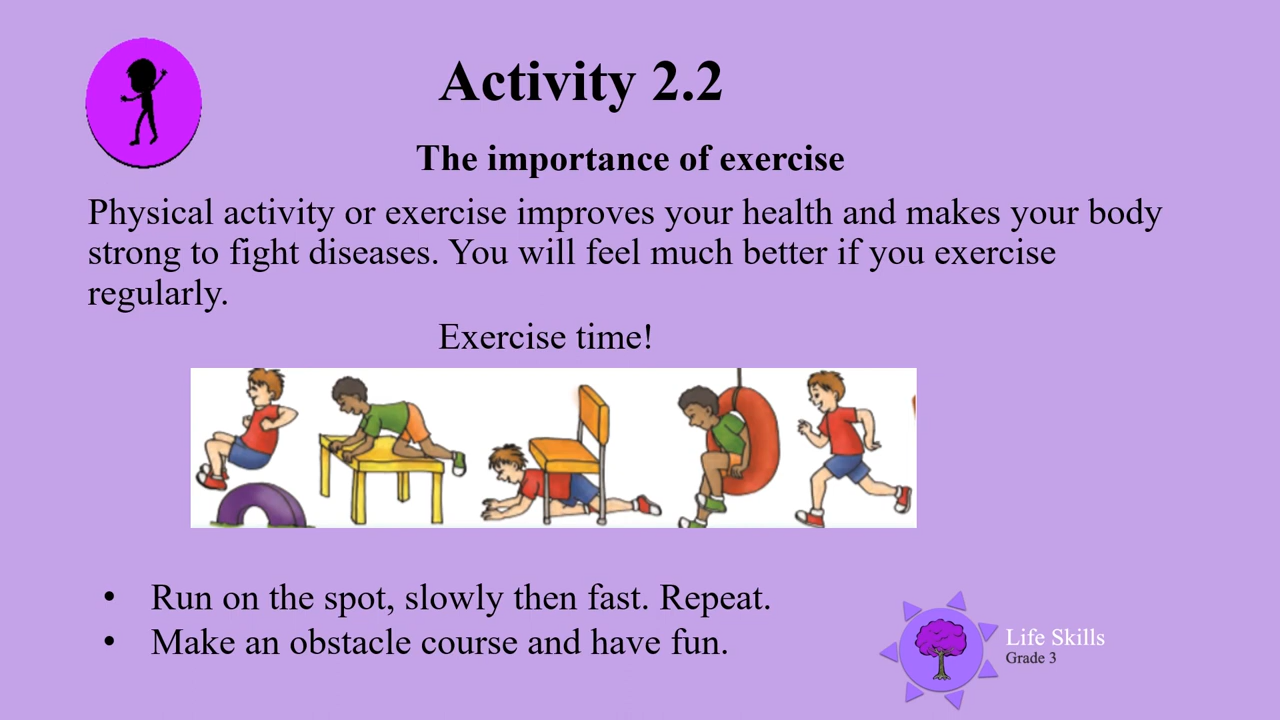 Activity 2.2
The importance of exercise
Physical activity or exercise improves your health and makes your body
strong to fight diseases. You will feel much better if you exercise
regularly.
Exercise time!
• Run on the spot, slowly then fast. Repeat.
• Make an obstacle course and have fun.
Life Skills
Grade 3